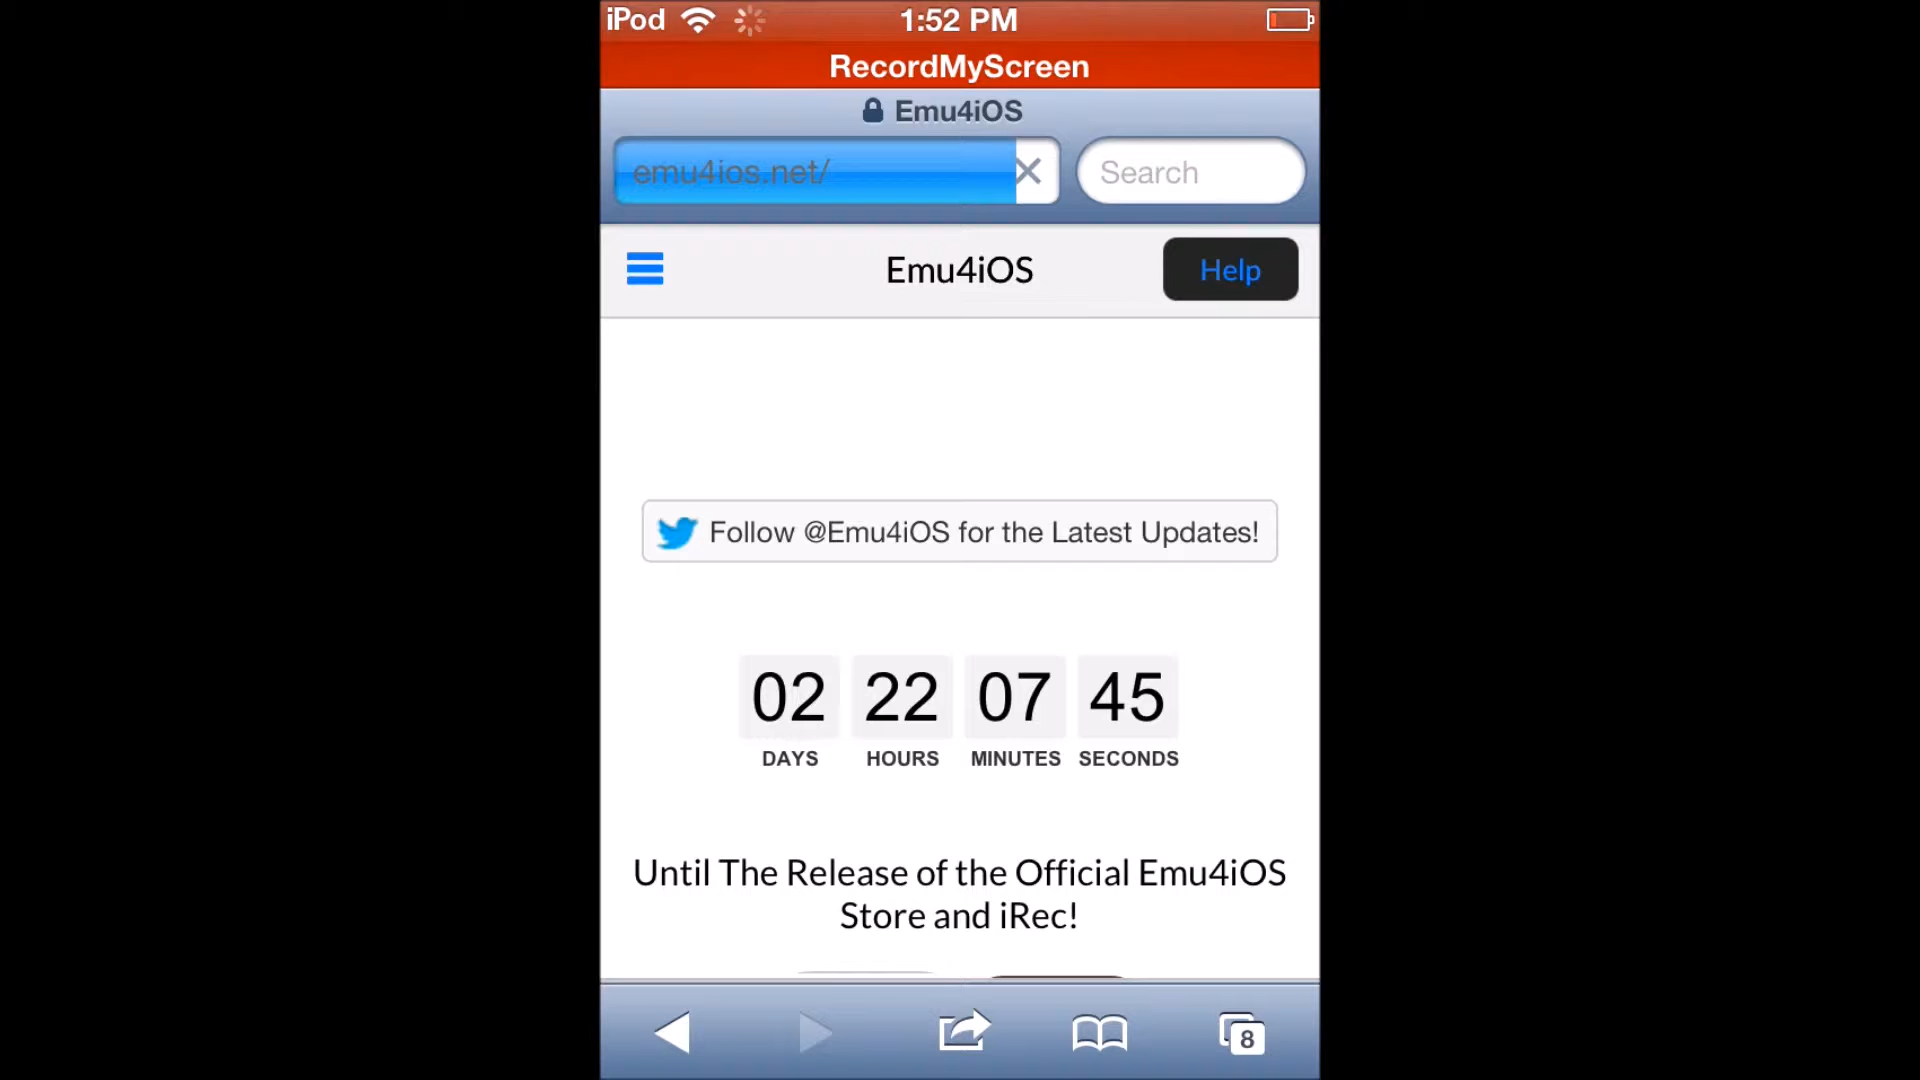 iPod 1:52 PM
RecordMyScreen
Emu4iOS
emu4ios.net/ Search
Emu4iOS Help
Follow @Emu4iOS for the Latest Updates!
02 22 07 45
DAYS HOURS MINUTES SECONDS
Until The Release of the Official Emu4iOS
Store and iRec!
8